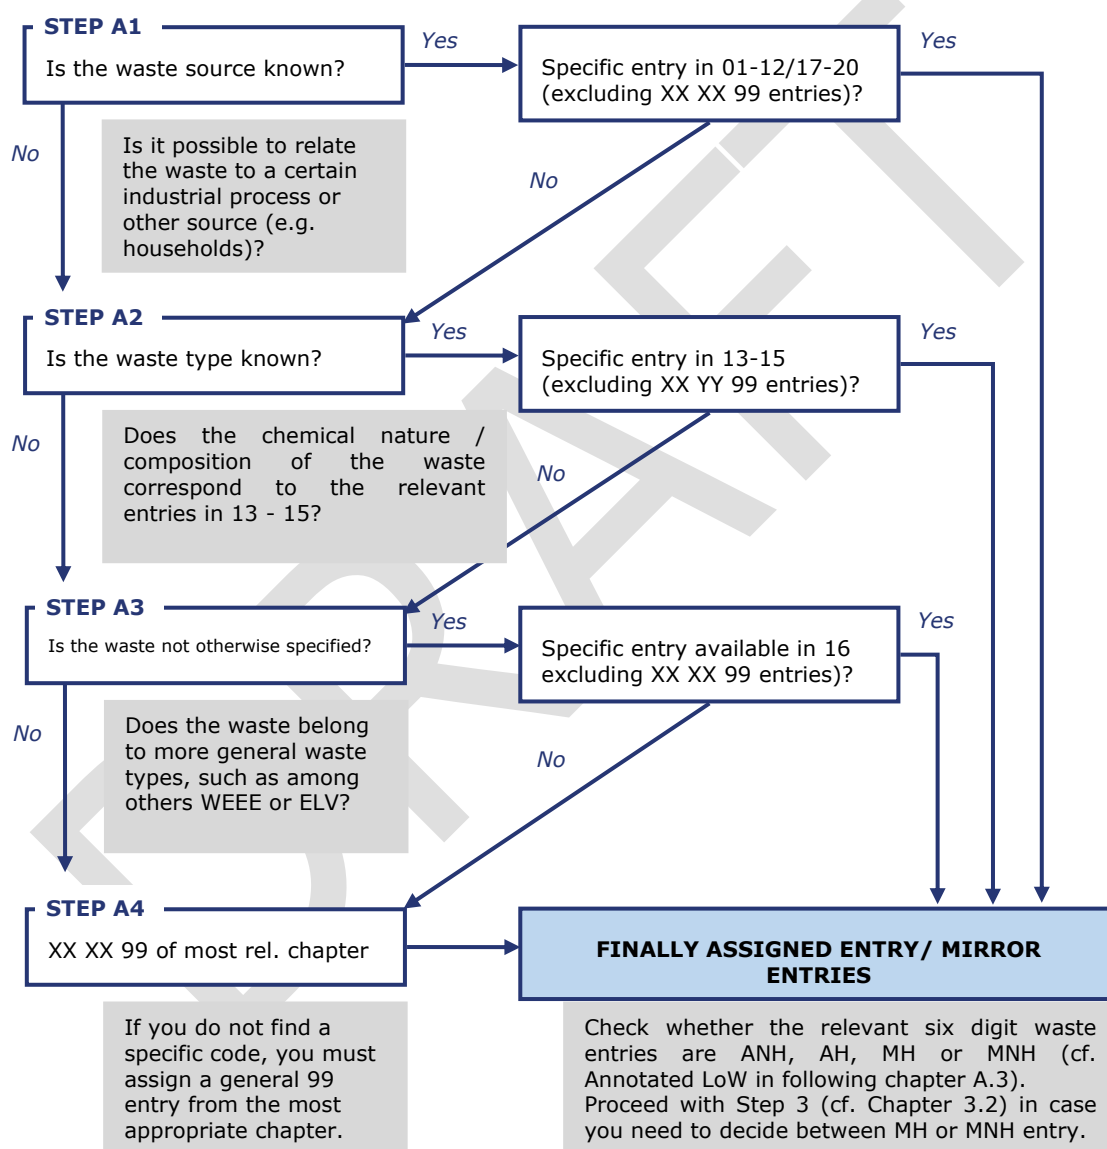 STEP A1
Is the waste source known?
Yes
Specific entry in 01-12/17-20
(excluding XX XX 99 entries)?
Yes
No
Is it possible to relate
the waste to a certain
industrial process or
other source (e.g.
households)?
No
STEP A2
Is the waste type known?
Yes
Specific entry in 13-15
(excluding XX YY 99 entries)?
Yes
No
Does the chemical nature /
composition of the waste
correspond to the relevant
entries in 13 - 15?
No
STEP A3
Is the waste not otherwise specified?
Yes
Specific entry available in 16
excluding XX XX 99 entries)?
Yes
No
Does the waste belong
to more general waste
types, such as among
others WEEE or ELV?
No
STEP A4
XX XX 99 of most rel. chapter
FINALLY ASSIGNED ENTRY/ MIRROR
ENTRIES
If you do not find a
specific code, you must
assign a general 99
entry from the most
appropriate chapter.
Check whether the relevant six digit waste
entries are ANH, AH, MH or MNH (cf.
Annotated LoW in following chapter A.3).
Proceed with Step 3 (cf. Chapter 3.2) in case
you need to decide between MH or MNH entry.
DRAFT